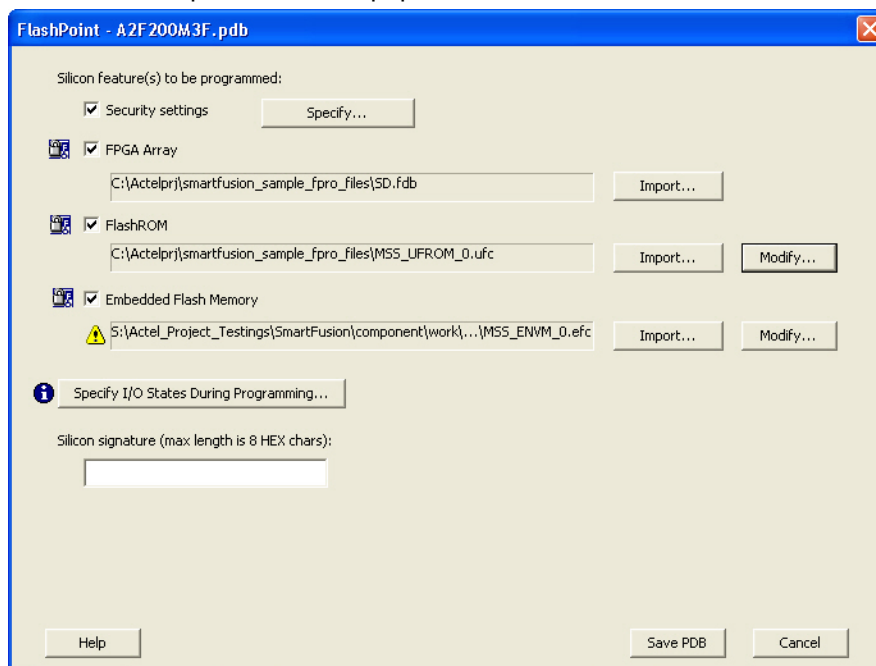 FlashPoint - A2F200M3F.pdb
Silicon feature(s) to be programmed:
Security settings
Specify...
FPGA Array
C:\Actelprj\smartfusion_sample_fpro_files\SD.fdb
Import...
FlashROM
C:\Actelprj\smartfusion_sample_fpro_files\MSS_UFROM_0.ufc
Import...
Modify...
Embedded Flash Memory
S:\Actel_Project_Testings\SmartFusion\component\work\...\MSS_ENVM_0.efc
Import...
Modify...
Specify I/O States During Programming...
Silicon signature (max length is 8 HEX chars):
Help
Save PDB
Cancel